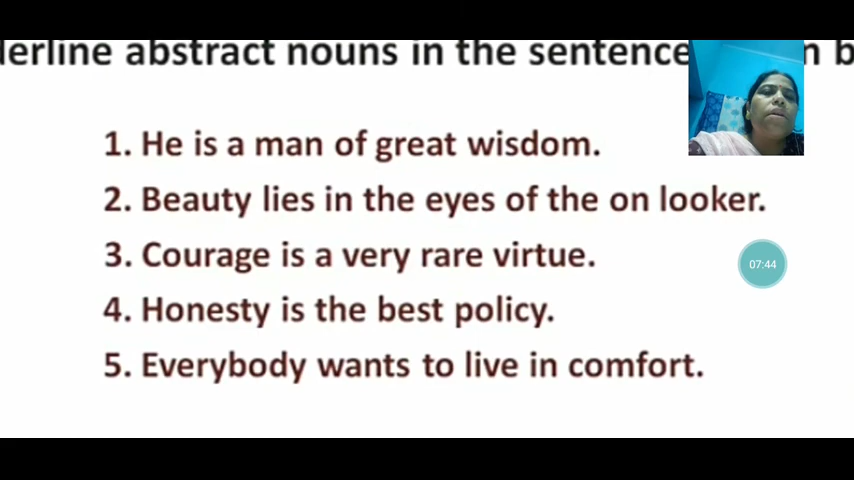 abstract nouns in the sentence
1. He is a man of great wisdom.
2. Beauty lies in the eyes of the on looker.
3. Courage is a very rare virtue.
07:44
4. Honesty is the best policy.
5. Everybody wants to live in comfort.